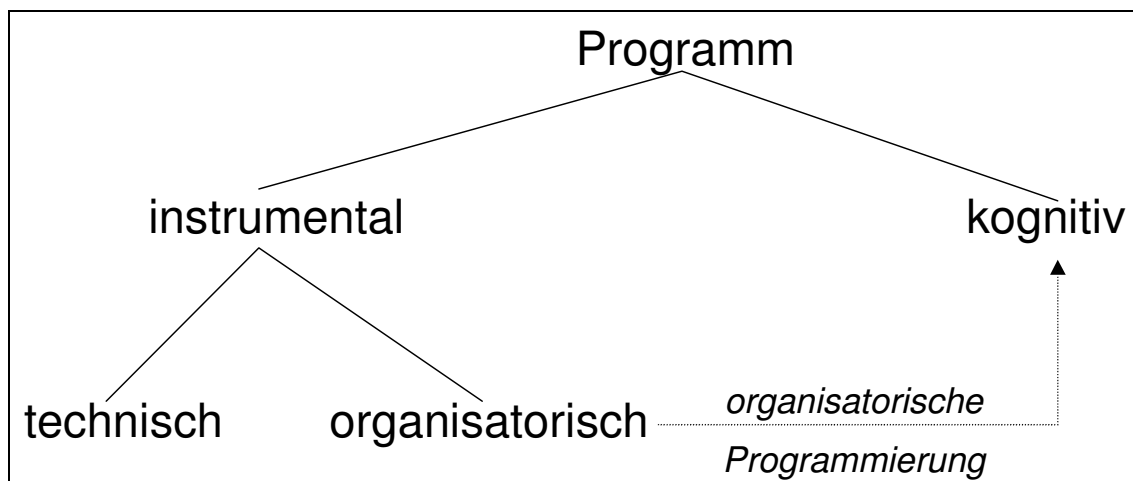 Programm
instrumental
kognitiv
technisch
organisatorisch
organisatorische
Programmierung